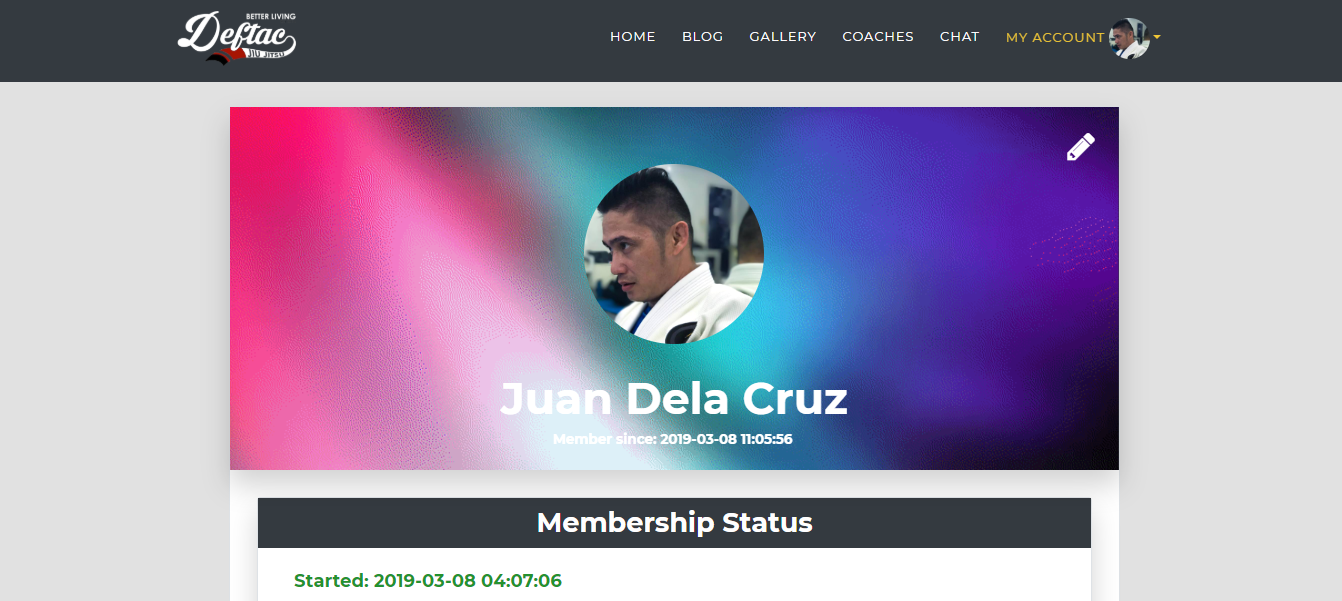 BETTER LIVING
Deftac
JIU JITSU
HOME BLOG GALLERY COACHES CHAT MY ACCOUNT
Juan Dela Cruz
Member since: 2019-03-08 11:05:56
Membership Status
Started: 2019-03-08 04:07:06